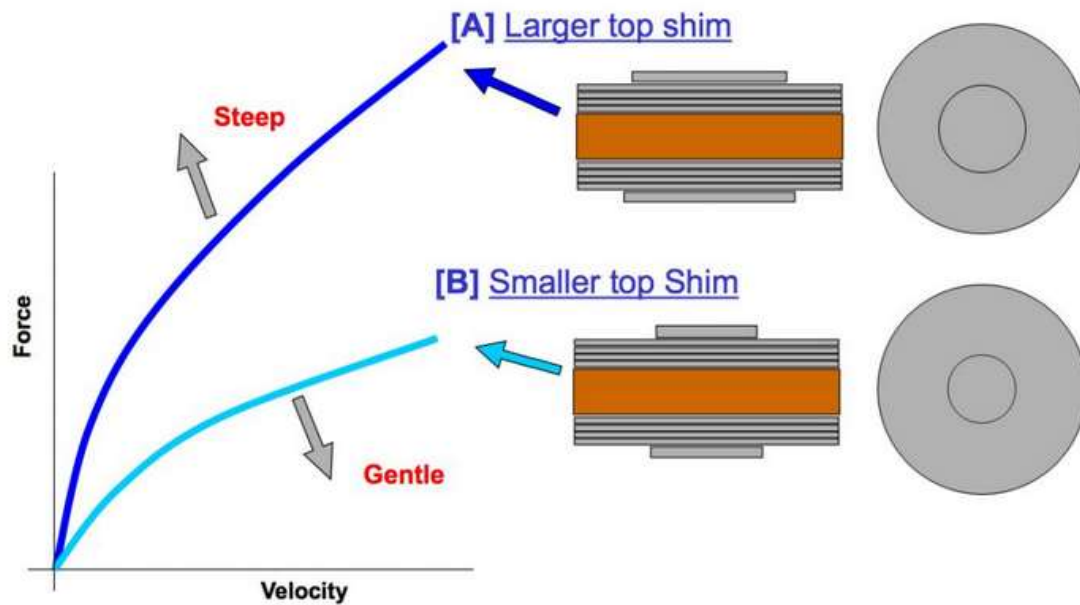 [A] Larger top shim
Steep
[B] Smaller top Shim
Force
Gentle
Velocity